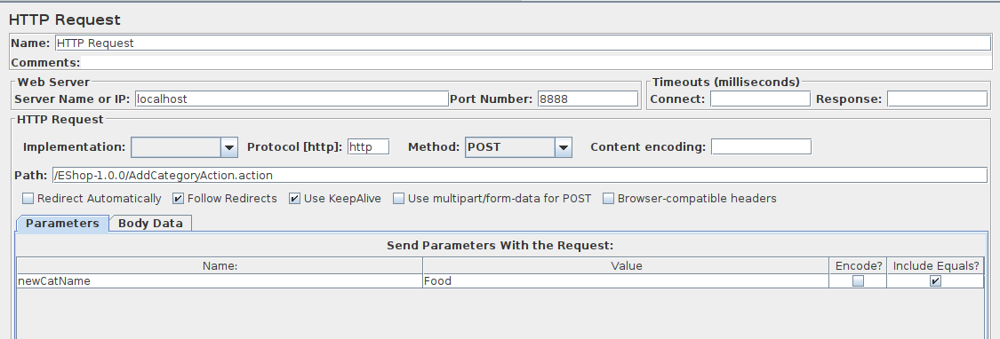 HTTP Request
Name: HTTP Request
Comments:
Web Server
Timeouts (milliseconds)
Server Name or IP: localhost Port Number: 8888 Connect: Response:
HTTP Request
Implementation: Protocol [http]: http Method: POST Content encoding:
Path: /EShop-1.0.0/AddCategoryAction.action
Redirect Automatically Follow Redirects Use KeepAlive Use multipart/form-data for POST Browser-compatible headers
Parameters Body Data
Send Parameters With the Request:
Name: Value Encode? Include Equals?
newCatName Food